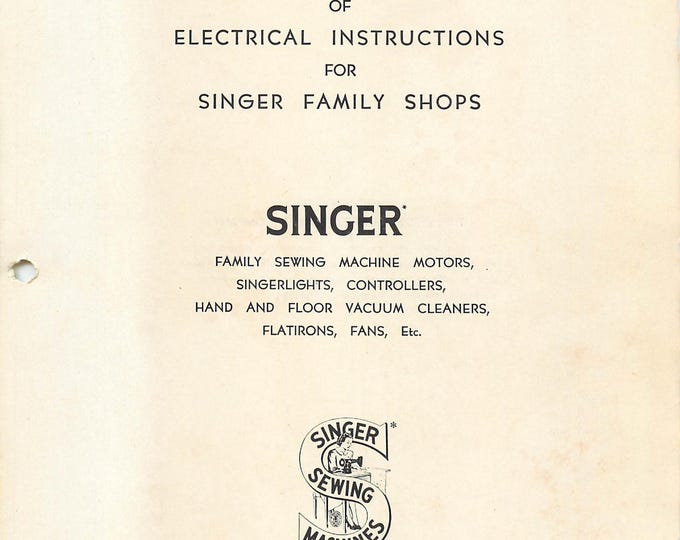 OF
ELECTRICAL INSTRUCTIONS
FOR
SINGER FAMILY SHOPS
SINGER*
FAMILY SEWING MACHINE MOTORS,
SINGERLIGHTS, CONTROLLERS,
HAND AND FLOOR VACUUM CLEANERS,
FLATIRONS, FANS, Etc.
SINGER*
SEWING
MACHINES